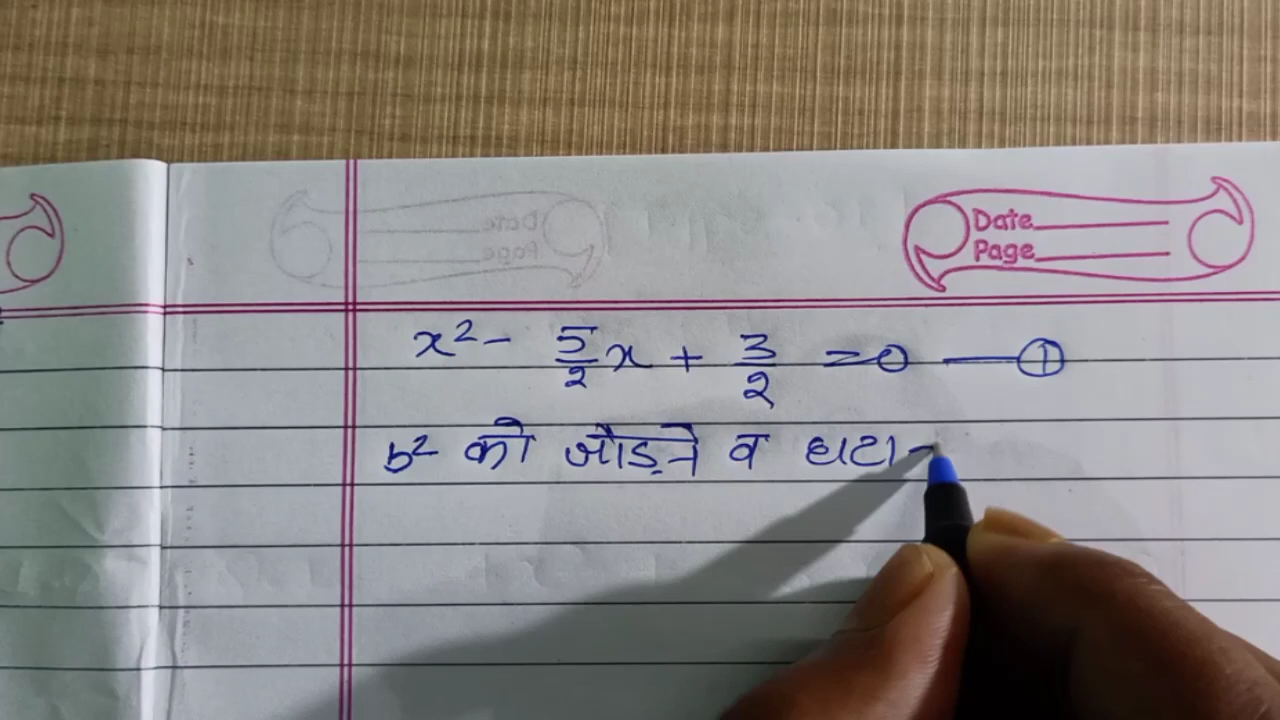 Date
Page
x² - 5/2 x + 3/2 = 0 — ①
b² को जोड़ने व घटा